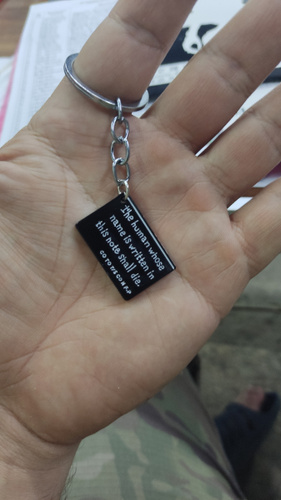 The human whose
name is written in
this note shall die.